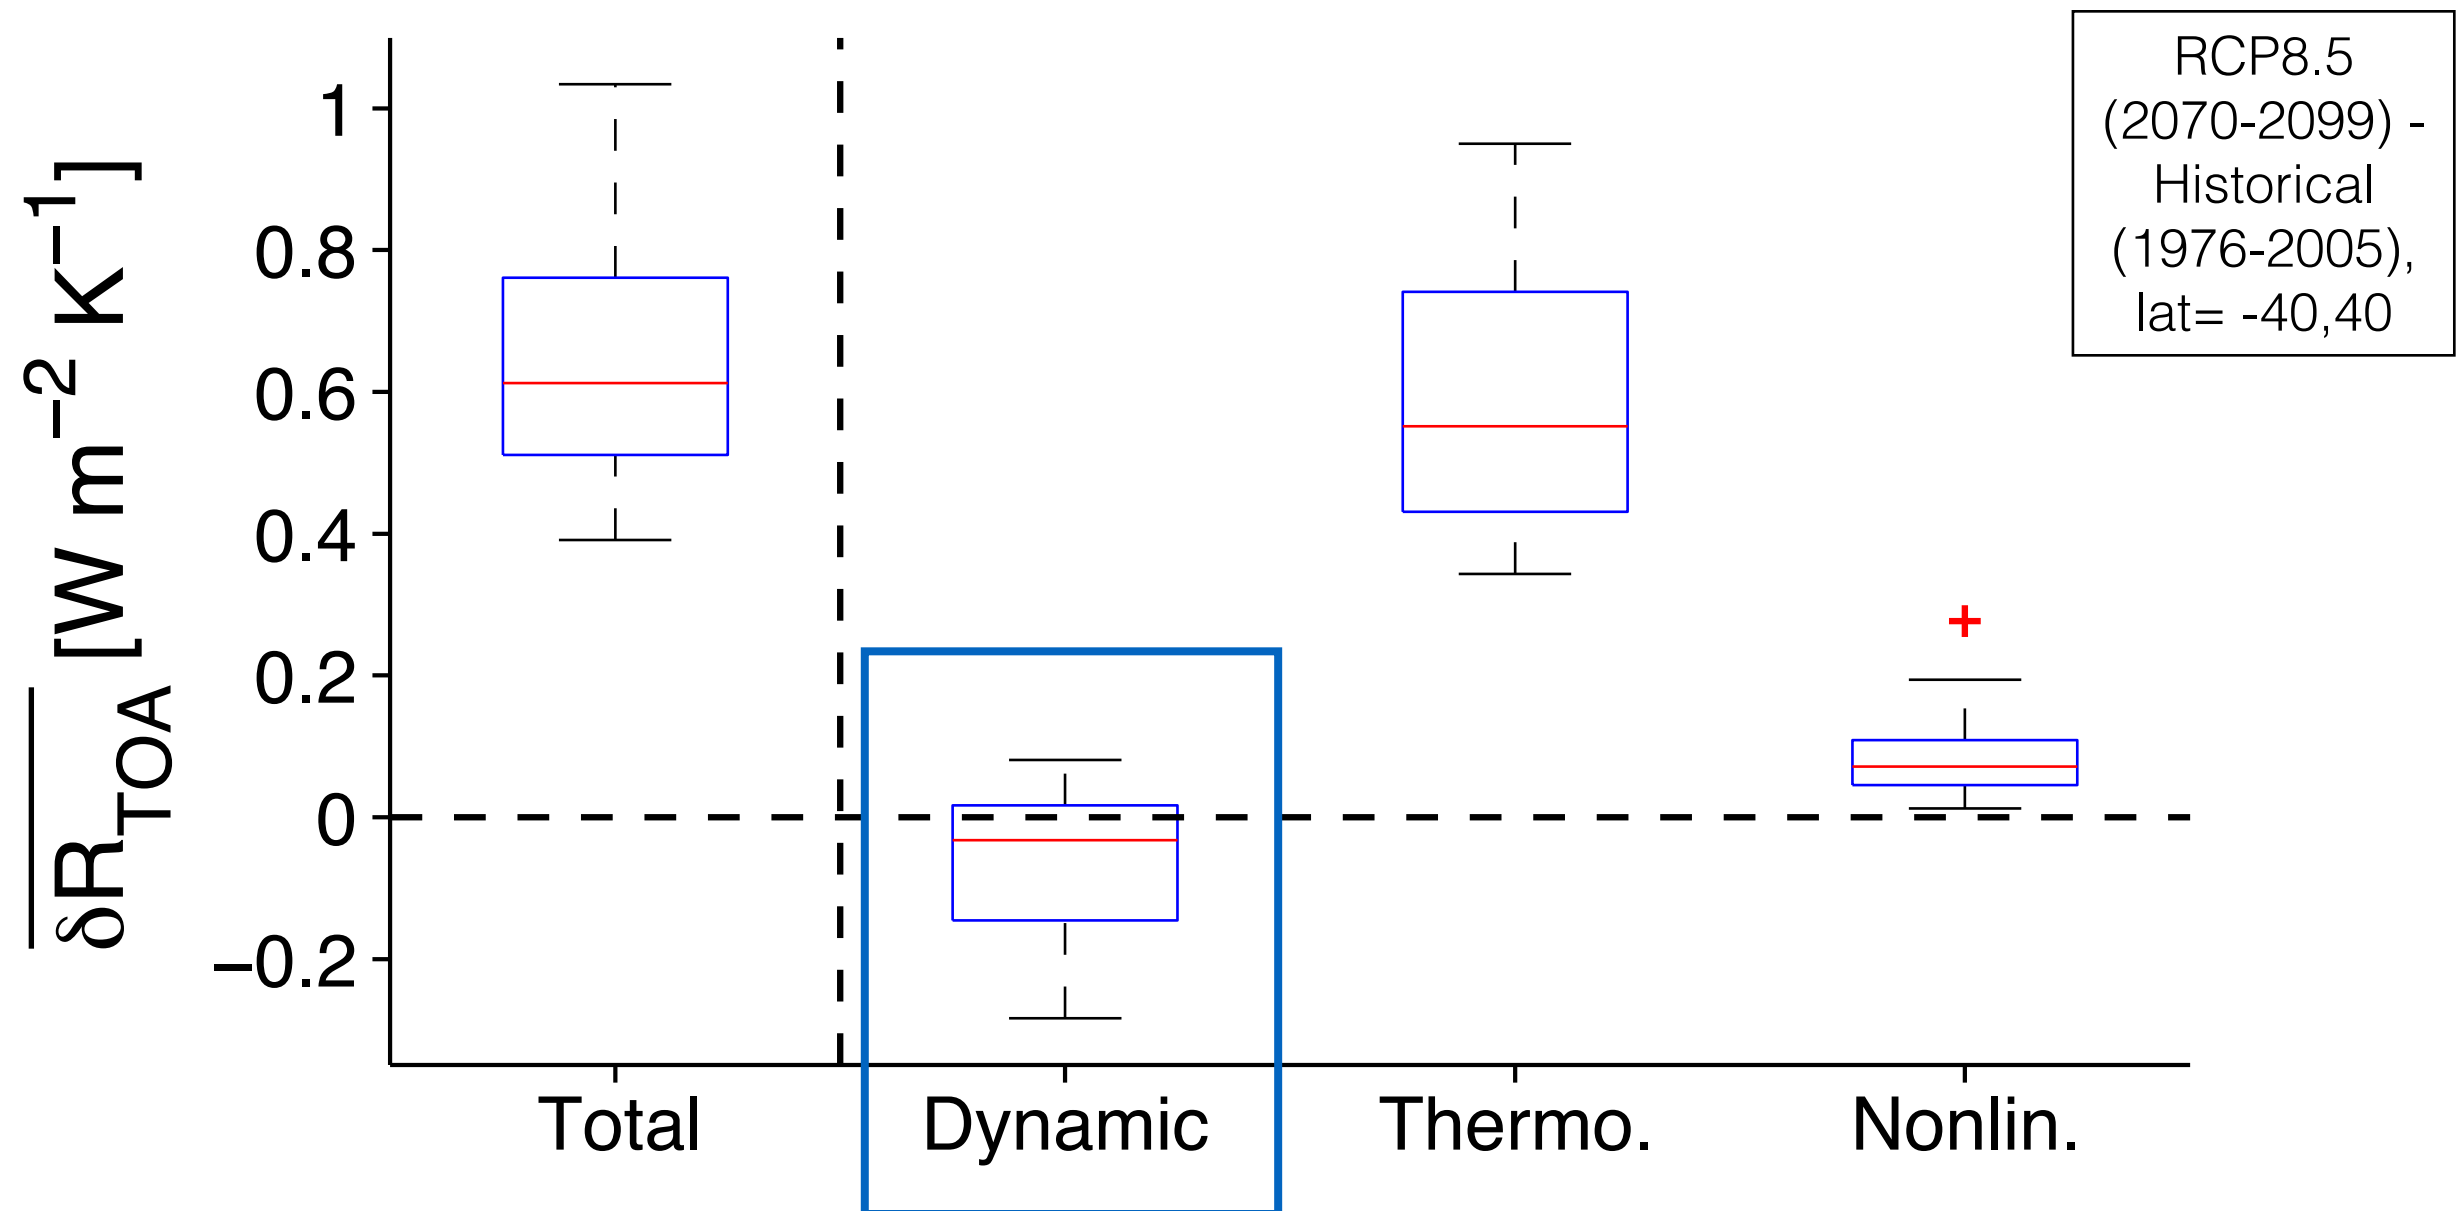 RCP8.5
(2070-2099) -
Historical
(1976-2005),
lat= -40,40
δR_TOA [W m⁻² K⁻¹]
1
0.8
0.6
0.4
0.2
0
−0.2
Total Dynamic Thermo. Nonlin.